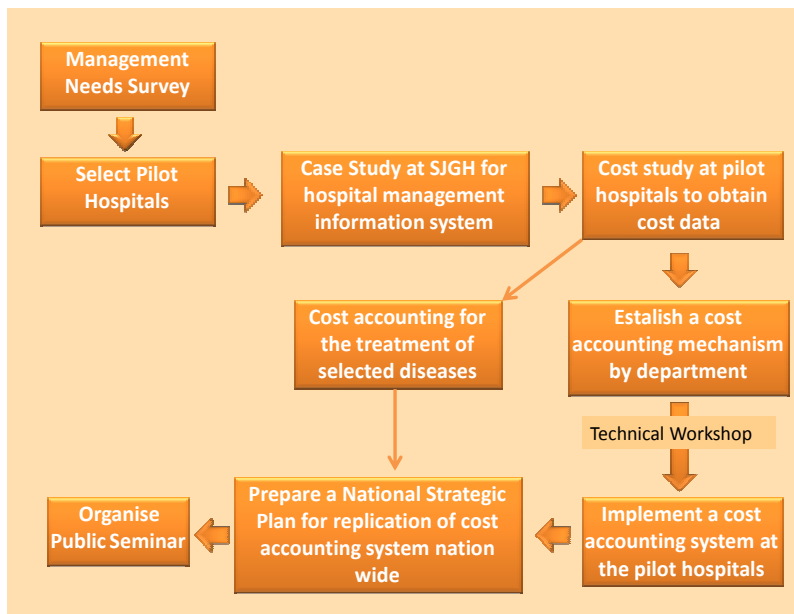 Management
Needs Survey
Select Pilot
Hospitals
Case Study at SJGH for
hospital management
information system
Cost study at pilot
hospitals to obtain
cost data
Cost accounting for
the treatment of
selected diseases
Estalish a cost
accounting mechanism
by department
Technical Workshop
Implement a cost
accounting system at
the pilot hospitals
Prepare a National Strategic
Plan for replication of cost
accounting system nation
wide
Organise
Public Seminar